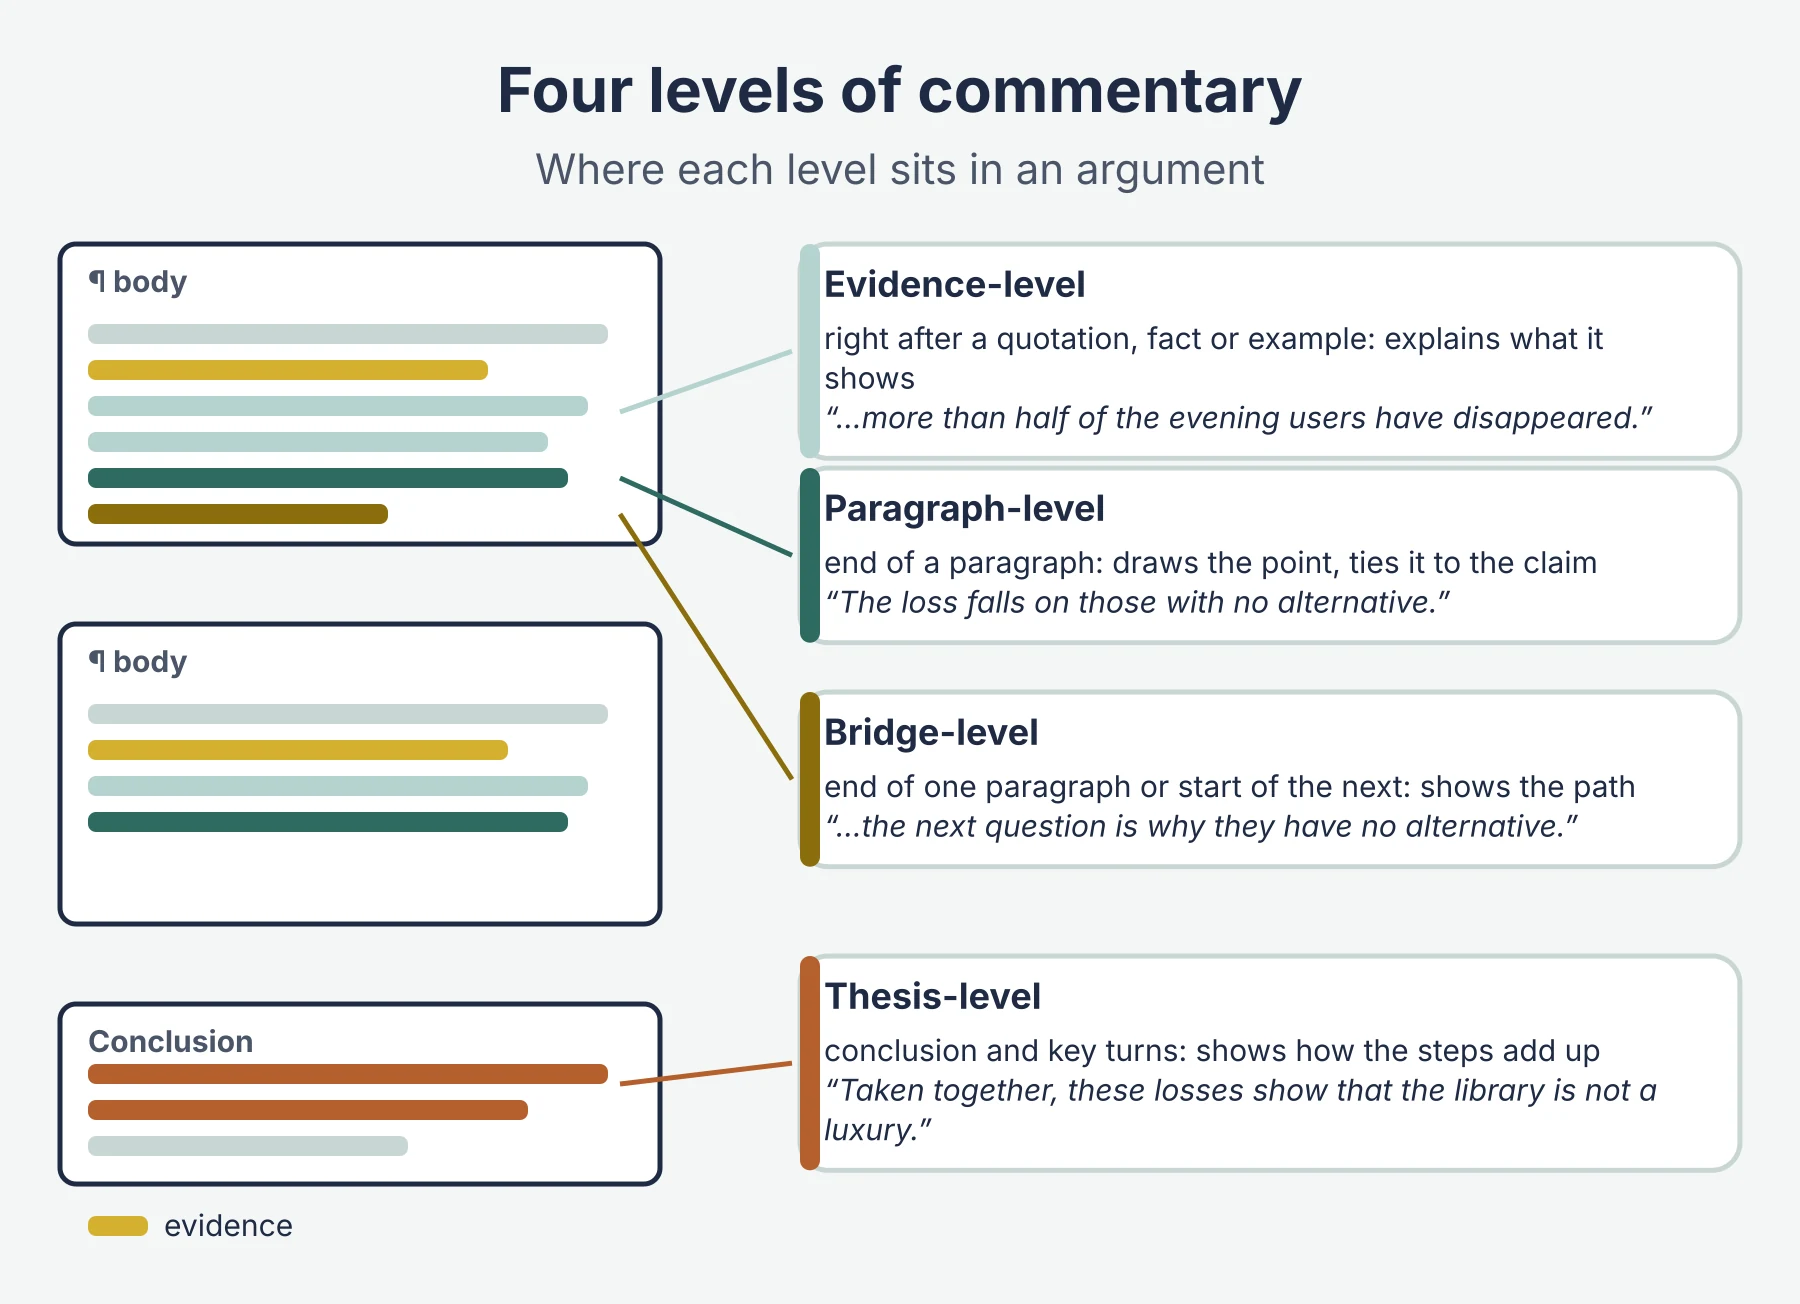 Four levels of commentary
Where each level sits in an argument
¶ body
Evidence-level
right after a quotation, fact or example: explains what it
shows
“…more than half of the evening users have disappeared.”
Paragraph-level
end of a paragraph: draws the point, ties it to the claim
“The loss falls on those with no alternative.”
¶ body
Bridge-level
end of one paragraph or start of the next: shows the path
“…the next question is why they have no alternative.”
Conclusion
Thesis-level
conclusion and key turns: shows how the steps add up
“Taken together, these losses show that the library is not a
luxury.”
evidence